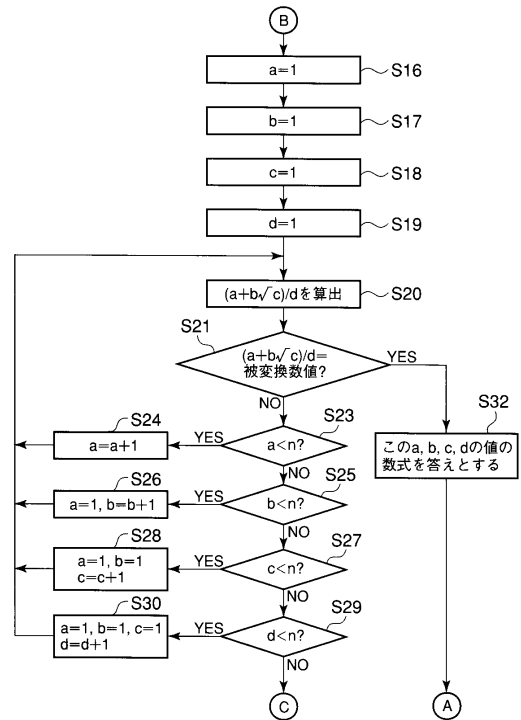 B
a=1
S16
b=1
S17
c=1
S18
d=1
S19
(a+b√c)/dを算出
S20
S21
(a+b√c)/d=
被変換数値?
YES
NO
S32
このa, b, c, dの値の
数式を答えとする
S23
a<n?
YES
S24
a=a+1
NO
S25
b<n?
YES
S26
a=1, b=b+1
NO
S27
c<n?
YES
S28
a=1, b=1
c=c+1
NO
S29
d<n?
YES
S30
a=1, b=1, c=1
d=d+1
NO
C
A